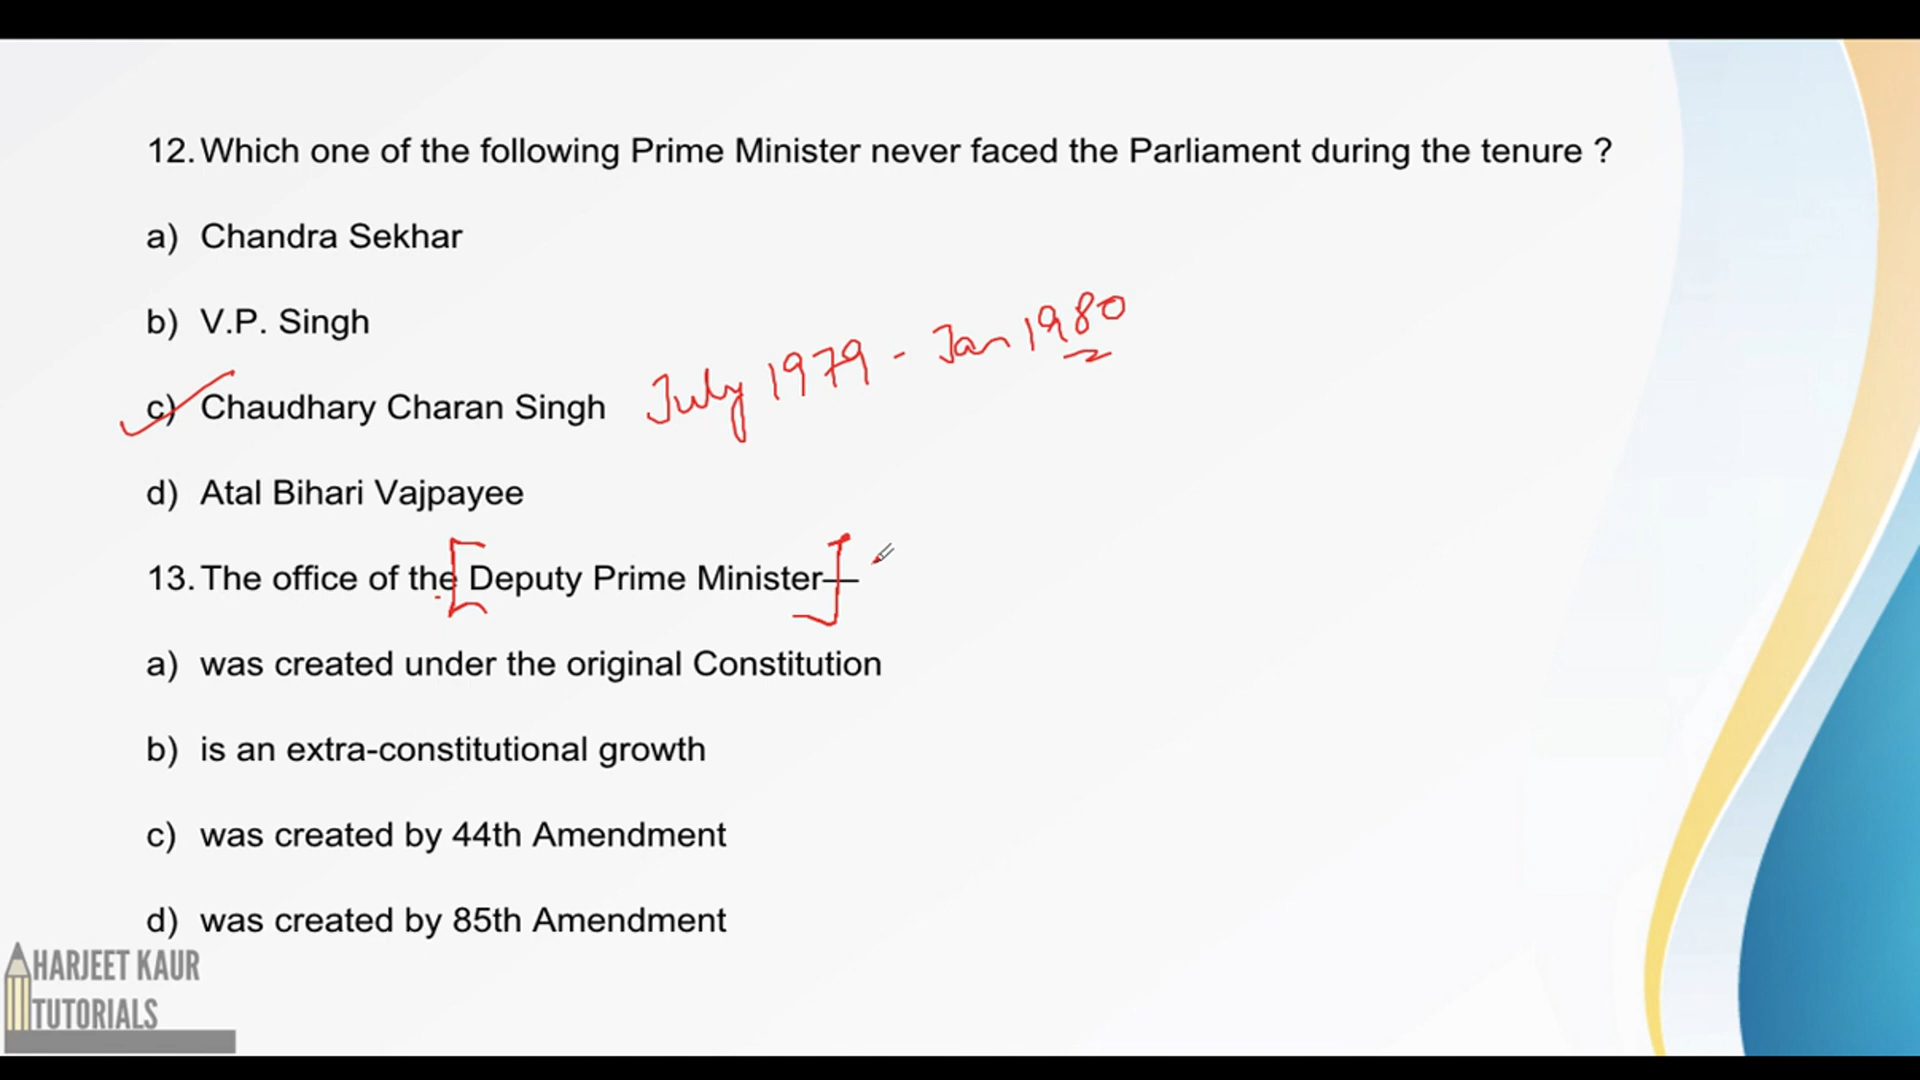 12. Which one of the following Prime Minister never faced the Parliament during the tenure ?
a) Chandra Sekhar
b) V.P. Singh
c) Chaudhary Charan Singh July 1979 - Jan 1980
d) Atal Bihari Vajpayee
13. The office of the [Deputy Prime Minister]—
a) was created under the original Constitution
b) is an extra-constitutional growth
c) was created by 44th Amendment
d) was created by 85th Amendment
HARJEET KAUR
TUTORIALS